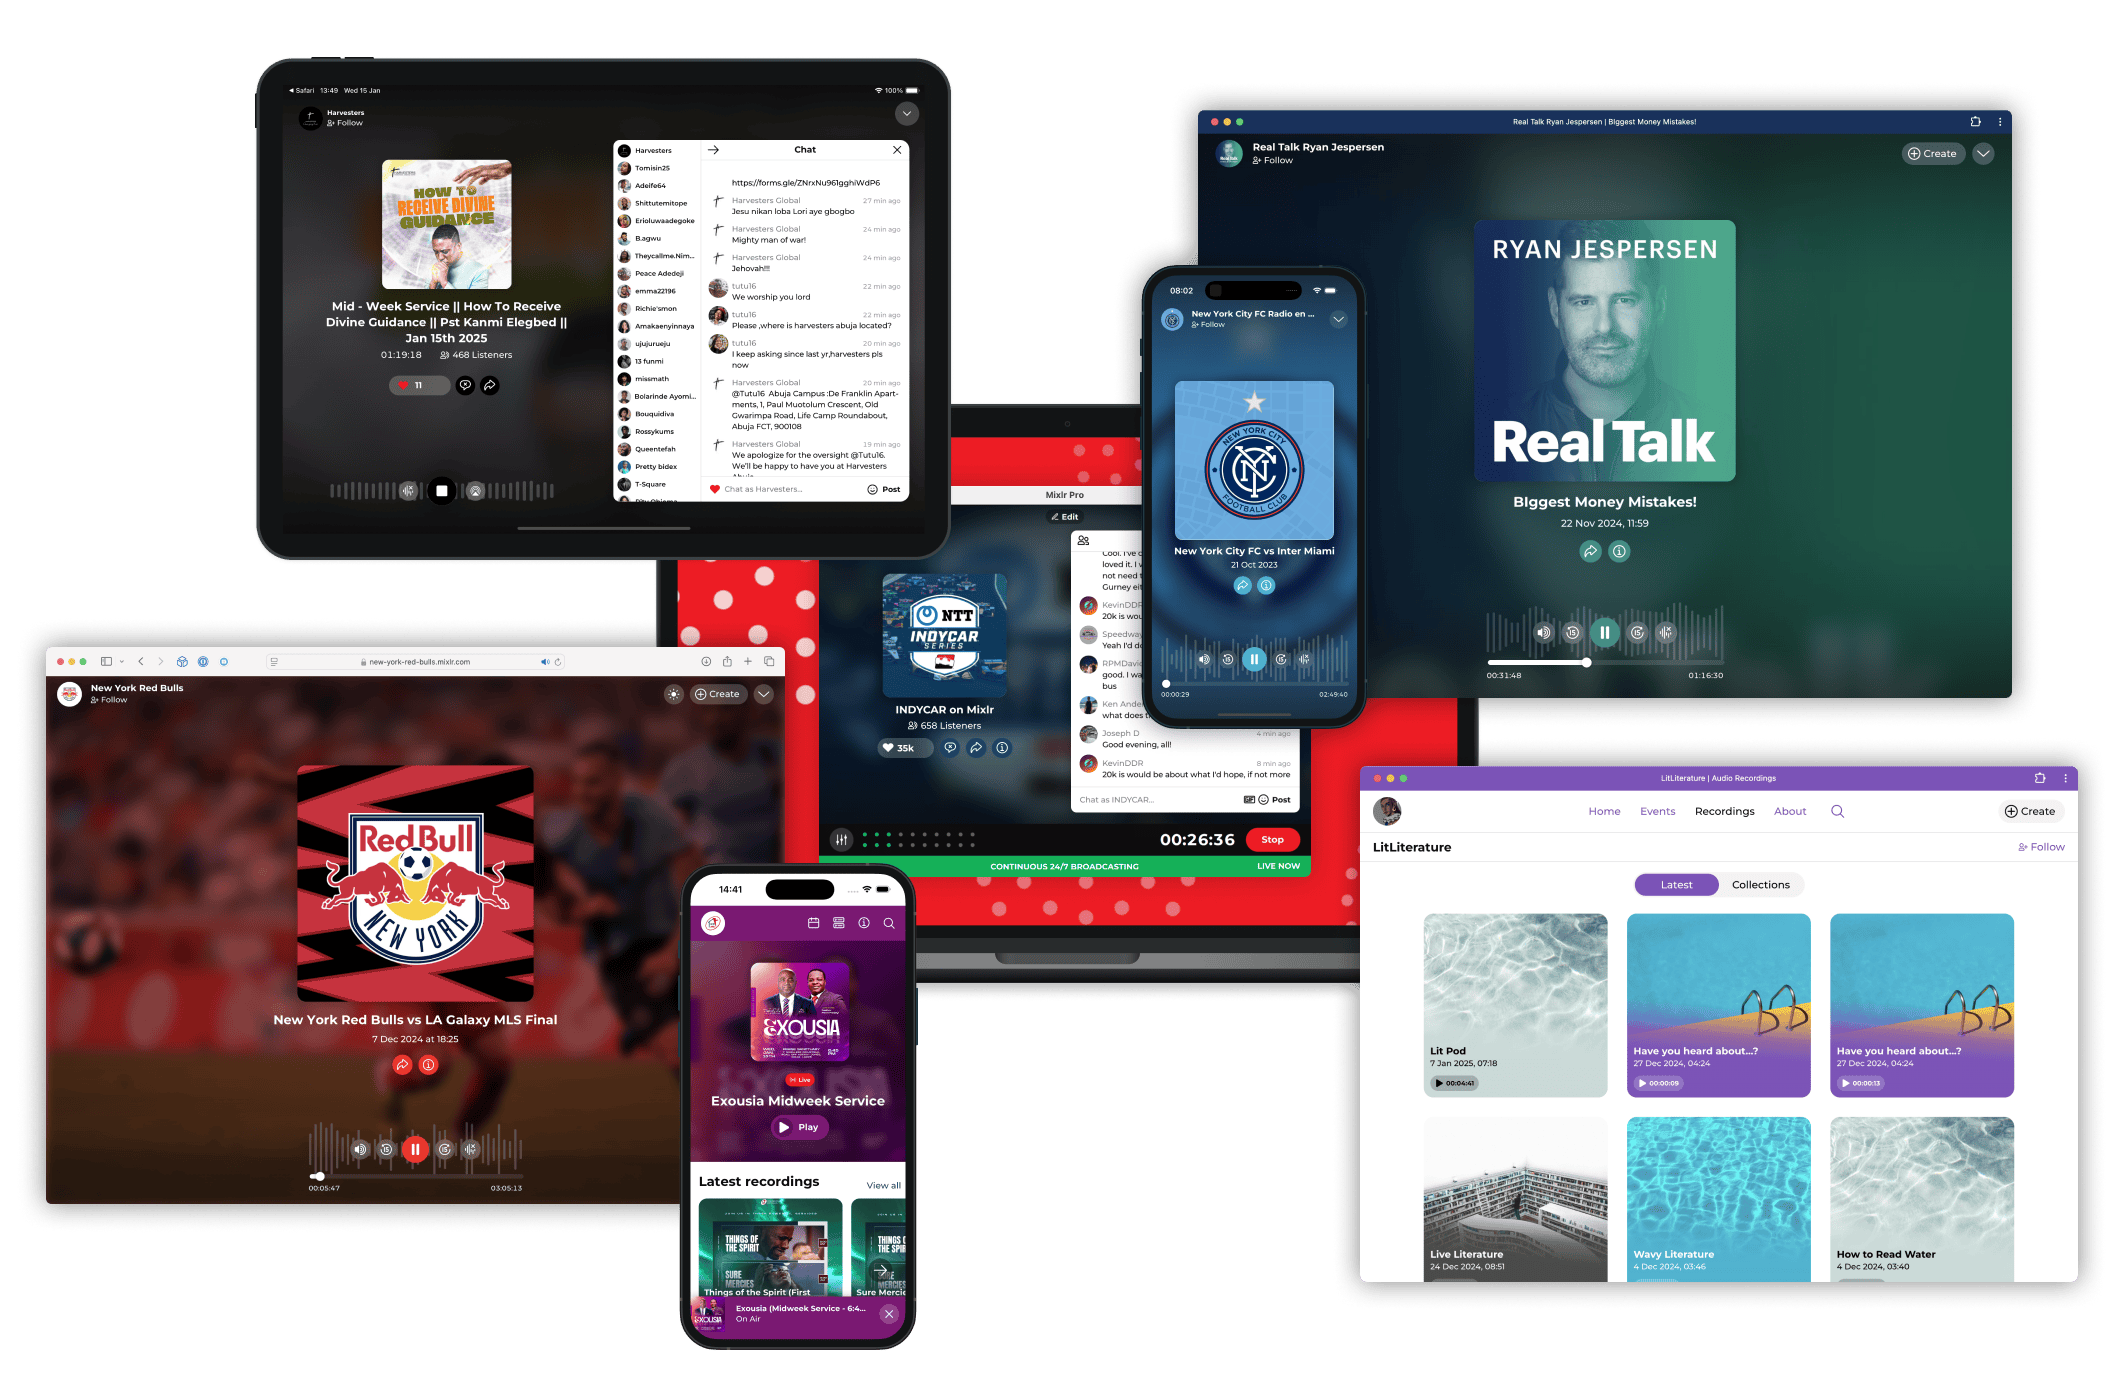 Safari 13:49 Wed 15 Jan
100%
Harvesters
Follow
HARVESTERS
HOW TO
RECEIVE DIVINE
GUIDANCE
Mid - Week Service || How To Receive
Divine Guidance || Pst Kanmi Elegbed ||
Jan 15th 2025
01:19:18 468 Listeners
11
Harvesters
Tomisin25
Adeife64
Shittutemitope
Erioluwaadegoke
B.agwu
Theycallme.Nim...
Peace Adedeji
emma22196
Richie'smon
Amakaenyinnaya
ujujurueju
13 funmi
missmath
Bolarinde Ayomi...
Bouquidiva
Rossykums
Queentefah
Pretty bidex
T-Square
Chat
https://forms.gle/ZNrxNu961gghiWdP6
Harvesters Global 27 min ago
Jesu nikan loba Lori aye gbogbo
Harvesters Global 24 min ago
Mighty man of war!
Harvesters Global 24 min ago
Jehovah!!!
tutu16 22 min ago
We worship you lord
tutu16 22 min ago
Please ,where is harvesters abuja located?
tutu16 20 min ago
I keep asking since last yr,harvesters pls
now
Harvesters Global 20 min ago
@Tutu16 Abuja Campus :De Franklin Apart-
ments, 1, Paul Muotolum Crescent, Old
Gwarimpa Road, Life Camp Roundabout,
Abuja FCT, 900108
Harvesters Global 19 min ago
We apologize for the oversight @Tutu16.
We'll be happy to have you at Harvesters
Abuja
Chat as Harvesters... Post
Real Talk Ryan Jespersen | BIggest Money Mistakes!
Real Talk Ryan Jespersen
Follow
Create
RYAN JESPERSEN
Real Talk
BIggest Money Mistakes!
22 Nov 2024, 11:59
15
15
00:31:48 01:16:30
08:02
New York City FC Radio en ...
Follow
NEW YORK CITY
NYC
FOOTBALL CLUB
New York City FC vs Inter Miami
21 Oct 2023
15
15
00:00:29 02:49:40
Mixlr Pro
Edit
NTT
INDYCAR
SERIES
INDYCAR on Mixlr
658 Listeners
35k
Cool. I've c
loved it. I
not need t
Gurney eit
KevinDDR
20k is wou
Speedway
Yeah I'd do
RPMDavi
good. I wa
bus
Ken Ande
what does t
Joseph D 4 min ago
Good evening, all!
KevinDDR 8 min ago
20k is would be about what I'd hope, if not more
Chat as INDYCAR... GIF Post
00:26:36 Stop
CONTINUOUS 24/7 BROADCASTING LIVE NOW
new-york-red-bulls.mixlr.com
New York Red Bulls
Follow
Create
Red Bull
NEW YORK
New York Red Bulls vs LA Galaxy MLS Final
7 Dec 2024 at 18:25
15
15
00:05:47 03:05:13
14:41
EXOUSIA
Live
Exousia Midweek Service
Play
Latest recordings View all
THINGS OF
THE SPIRIT
SURE
MERCIES
THINGS
THE SPIR
SURE
MERCIE
Things of the Spirit (First
Sure Mercie
Exousia (Midweek Service - 6:4...
On Air
EXOUSIA
LitLiterature | Audio Recordings
Home Events Recordings About
Create
LitLiterature
Follow
Latest Collections
Lit Pod
7 Jan 2025, 07:18
00:04:41
Have you heard about...?
27 Dec 2024, 04:24
00:00:09
Have you heard about...?
27 Dec 2024, 04:24
00:00:13
Live Literature
24 Dec 2024, 08:51
Wavy Literature
4 Dec 2024, 03:46
How to Read Water
4 Dec 2024, 03:40